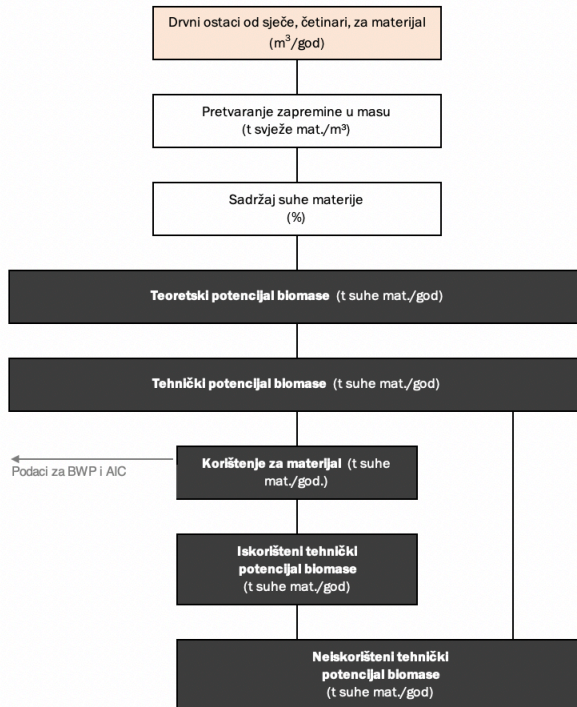 Drvni ostaci od sječe, četinari, za materijal
(m³/god)
Pretvaranje zapremine u masu
(t svježe mat./m³)
Sadržaj suhe materije
(%)
Teoretski potencijal biomase (t suhe mat./god)
Tehnički potencijal biomase (t suhe mat./god)
Korištenje za materijal (t suhe
mat./god.)
Podaci za BWP i AIC
Iskorišteni tehnički
potencijal biomase
(t suhe mat./god)
Neiskorišteni tehnički
potencijal biomase
(t suhe mat./god)